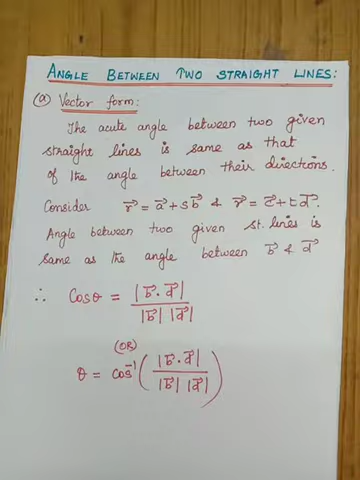 ANGLE BETWEEN TWO STRAIGHT LINES:
(a) Vector form:
The acute angle between two given
straight lines is same as that
of the angle between their directions.
Consider r⃗ = a⃗ + s b⃗ & r⃗ = c⃗ + t d⃗.
Angle between two given st. lines is
same as the angle between b⃗ & d⃗
∴ Cosθ = |b⃗ · d⃗| / |b⃗| |d⃗|
(OR)
θ = cos⁻¹ ( |b⃗ · d⃗| / |b⃗| |d⃗| )